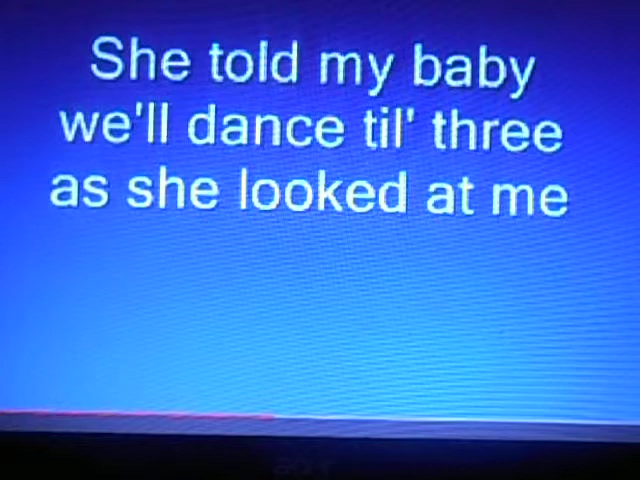 She told my baby
we'll dance til' three
as she looked at me